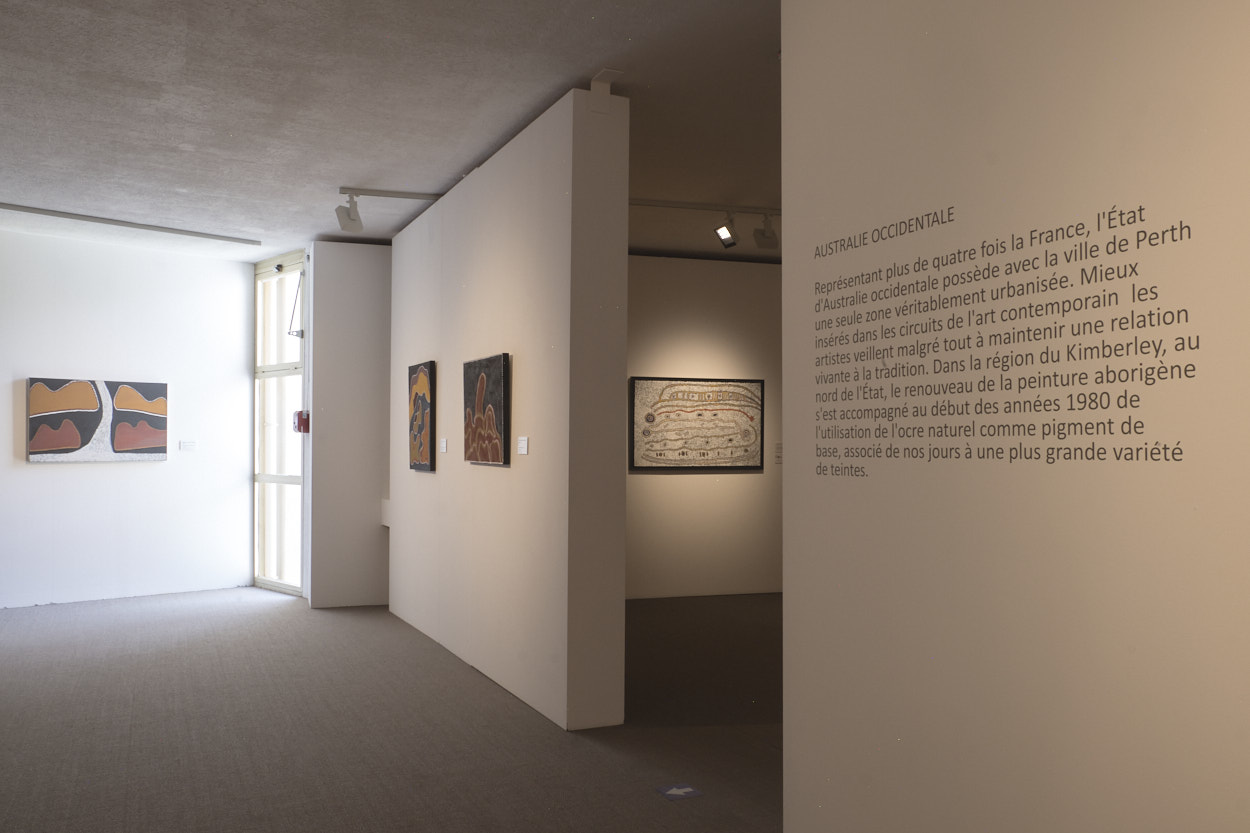 AUSTRALIE OCCIDENTALE
Représentant plus de quatre fois la France, l'État
d'Australie occidentale possède avec la ville de Perth
une seule zone véritablement urbanisée. Mieux
insérés dans les circuits de l'art contemporain les
artistes veillent malgré tout à maintenir une relation
vivante à la tradition. Dans la région du Kimberley, au
nord de l'État, le renouveau de la peinture aborigène
s'est accompagné au début des années 1980 de
l'utilisation de l'ocre naturel comme pigment de
base, associé de nos jours à une plus grande variété
de teintes.